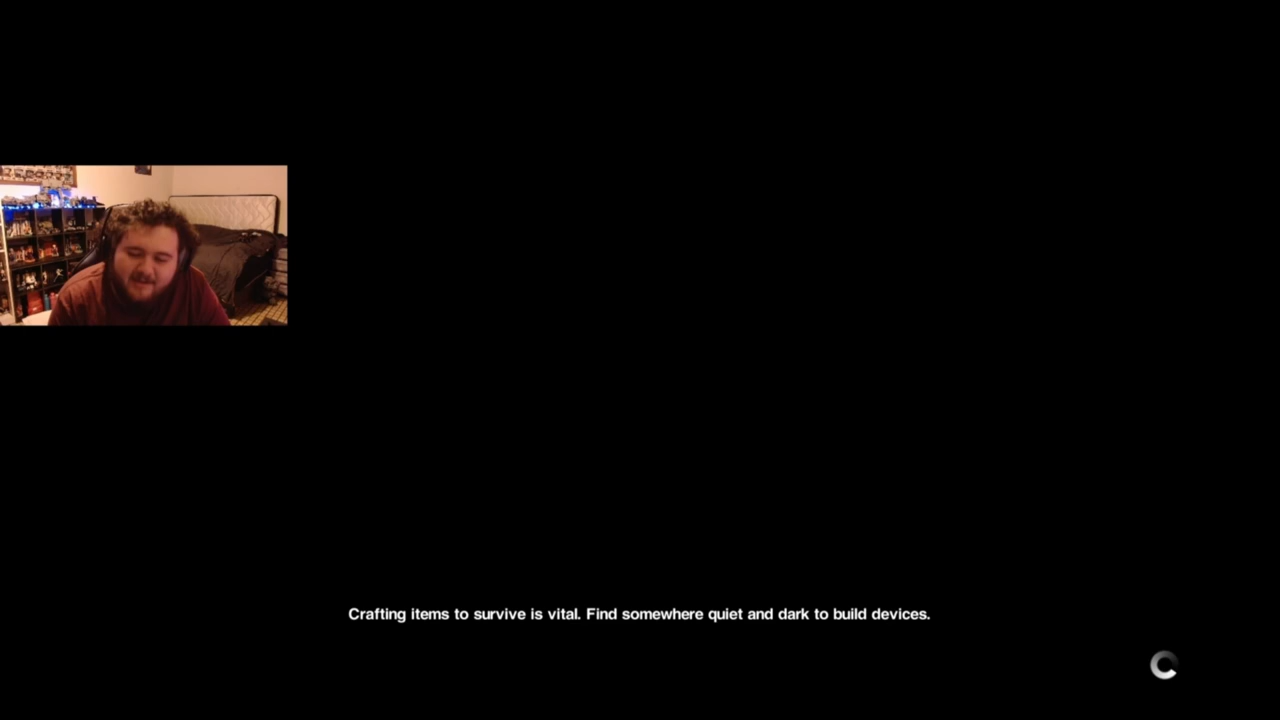 Crafting items to survive is vital. Find somewhere quiet and dark to build devices.